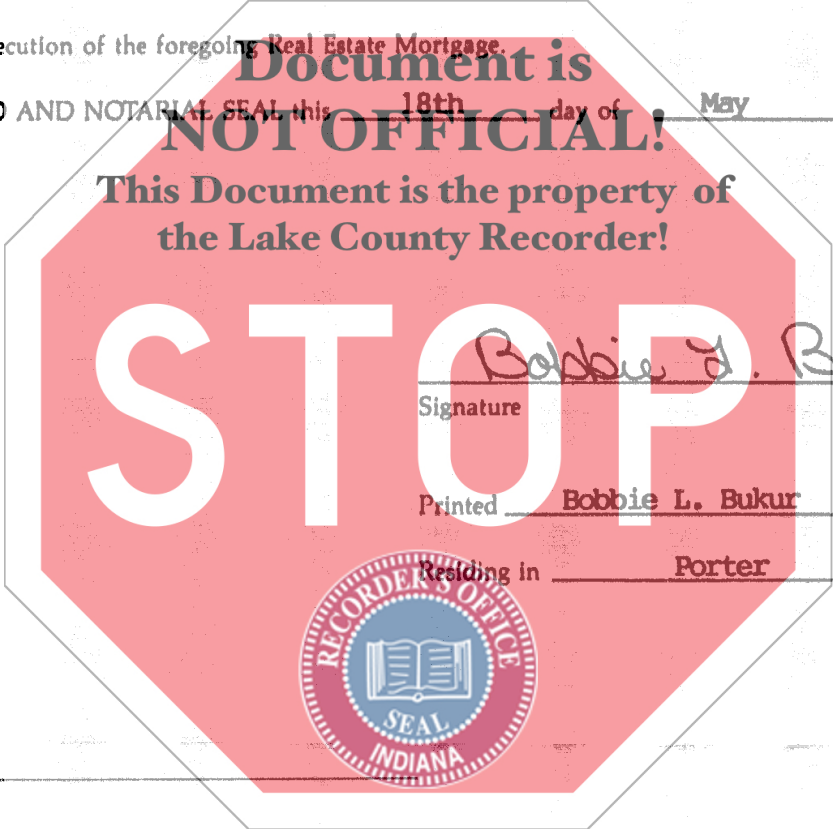 ecution of the foregoing Real Estate Mortgage.
Document is
AND NOTARIAL SEAL this 18th day of May
NOT OFFICIAL!
This Document is the property of
the Lake County Recorder!
STOP
Bobbie L. B
Signature
Printed Bobbie L. Bukur
Residing in Porter
RECORDER'S OFFICE
SEAL
INDIANA